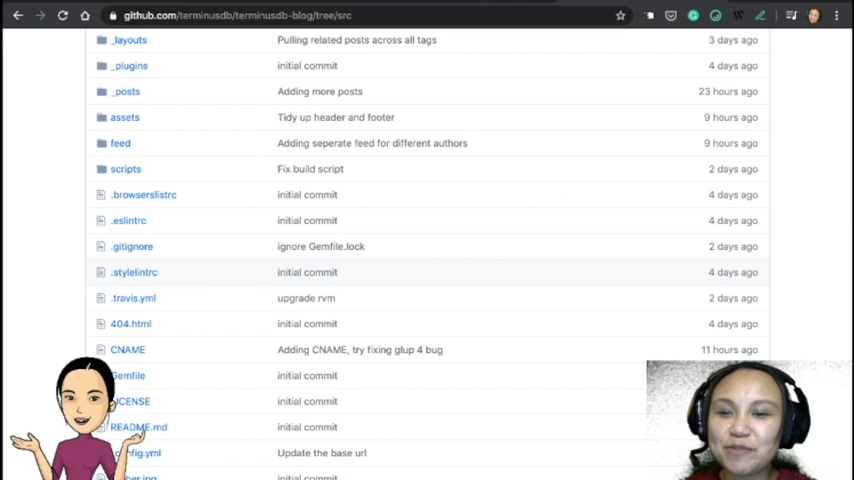 github.com/terminusdb/terminusdb-blog/tree/src
_layouts Pulling related posts across all tags 3 days ago
_plugins initial commit 4 days ago
_posts Adding more posts 23 hours ago
assets Tidy up header and footer 9 hours ago
feed Adding seperate feed for different authors 9 hours ago
scripts Fix build script 2 days ago
.browserslistrc initial commit 4 days ago
.eslintrc initial commit 4 days ago
.gitignore ignore Gemfile.lock 2 days ago
.stylelintrc initial commit 4 days ago
.travis.yml upgrade rvm 2 days ago
404.html initial commit 4 days ago
CNAME Adding CNAME, try fixing glup 4 bug 11 hours ago
Gemfile initial commit
LICENSE initial commit
README.md initial commit
Update the base url
initial commit